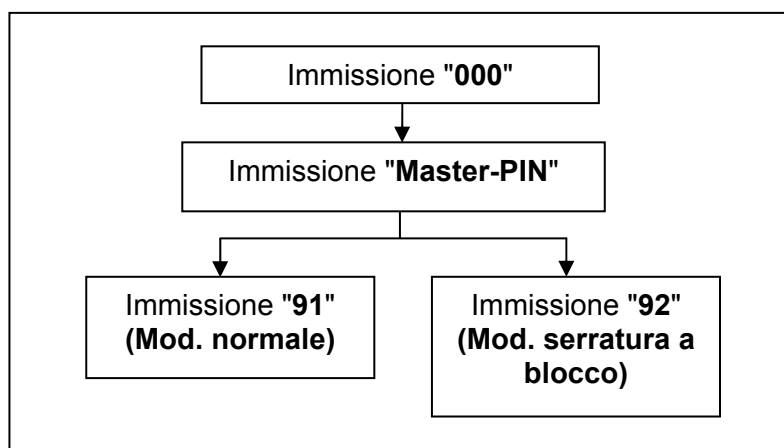 Immissione "000"
Immissione "Master-PIN"
Immissione "91"
(Mod. normale)
Immissione "92"
(Mod. serratura a
blocco)